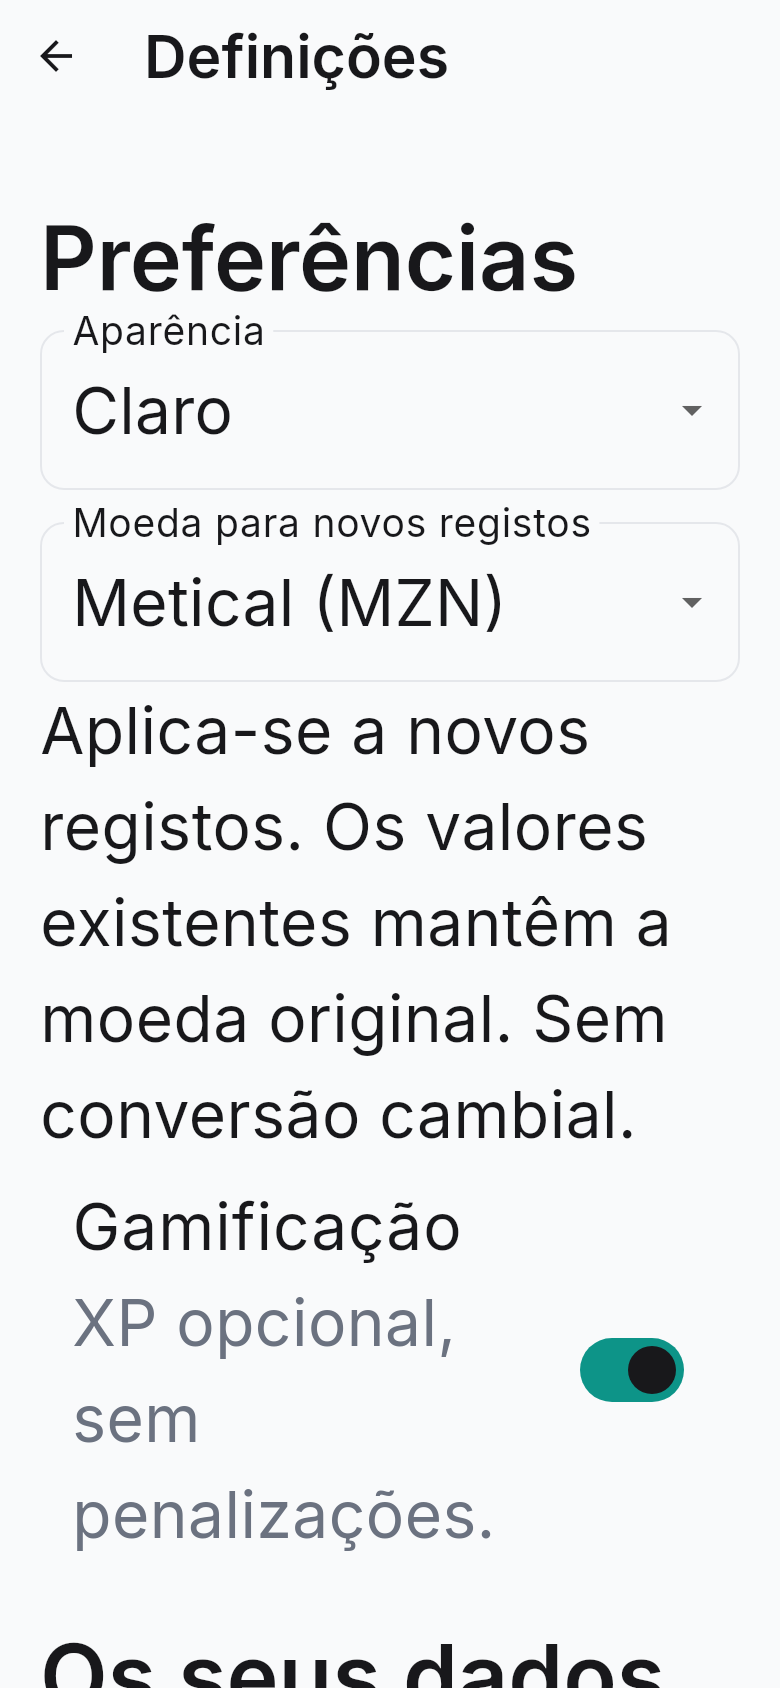 Definições
Preferências
Aparência
Claro
Moeda para novos registos
Metical (MZN)
Aplica-se a novos
registos. Os valores
existentes mantêm a
moeda original. Sem
conversão cambial.
Gamificação
XP opcional,
sem
penalizações.
Os seus dados